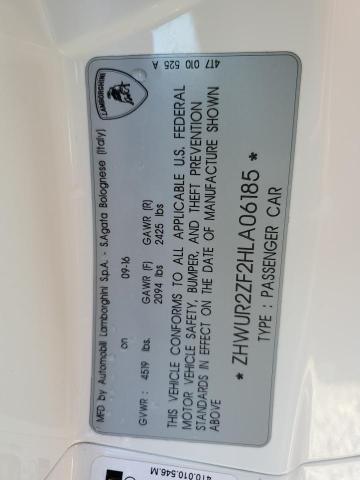 LAMBORGHINI
4T7 010 525 A
MFD by Automobili Lamborghini S.p.A. - S.Agata Bolognese (Italy)
on 09-16
GVWR : 4519 lbs. GAWR (F) GAWR (R)
2094 lbs 2425 lbs
THIS VEHICLE CONFORMS TO ALL APPLICABLE U.S. FEDERAL
MOTOR VEHICLE SAFETY, BUMPER, AND THEFT PREVENTION
STANDARDS IN EFFECT ON THE DATE OF MANUFACTURE SHOWN
* ZHWUR2ZF2HLA06185 *
TYPE : PASSENGER CAR
410.010.546.M